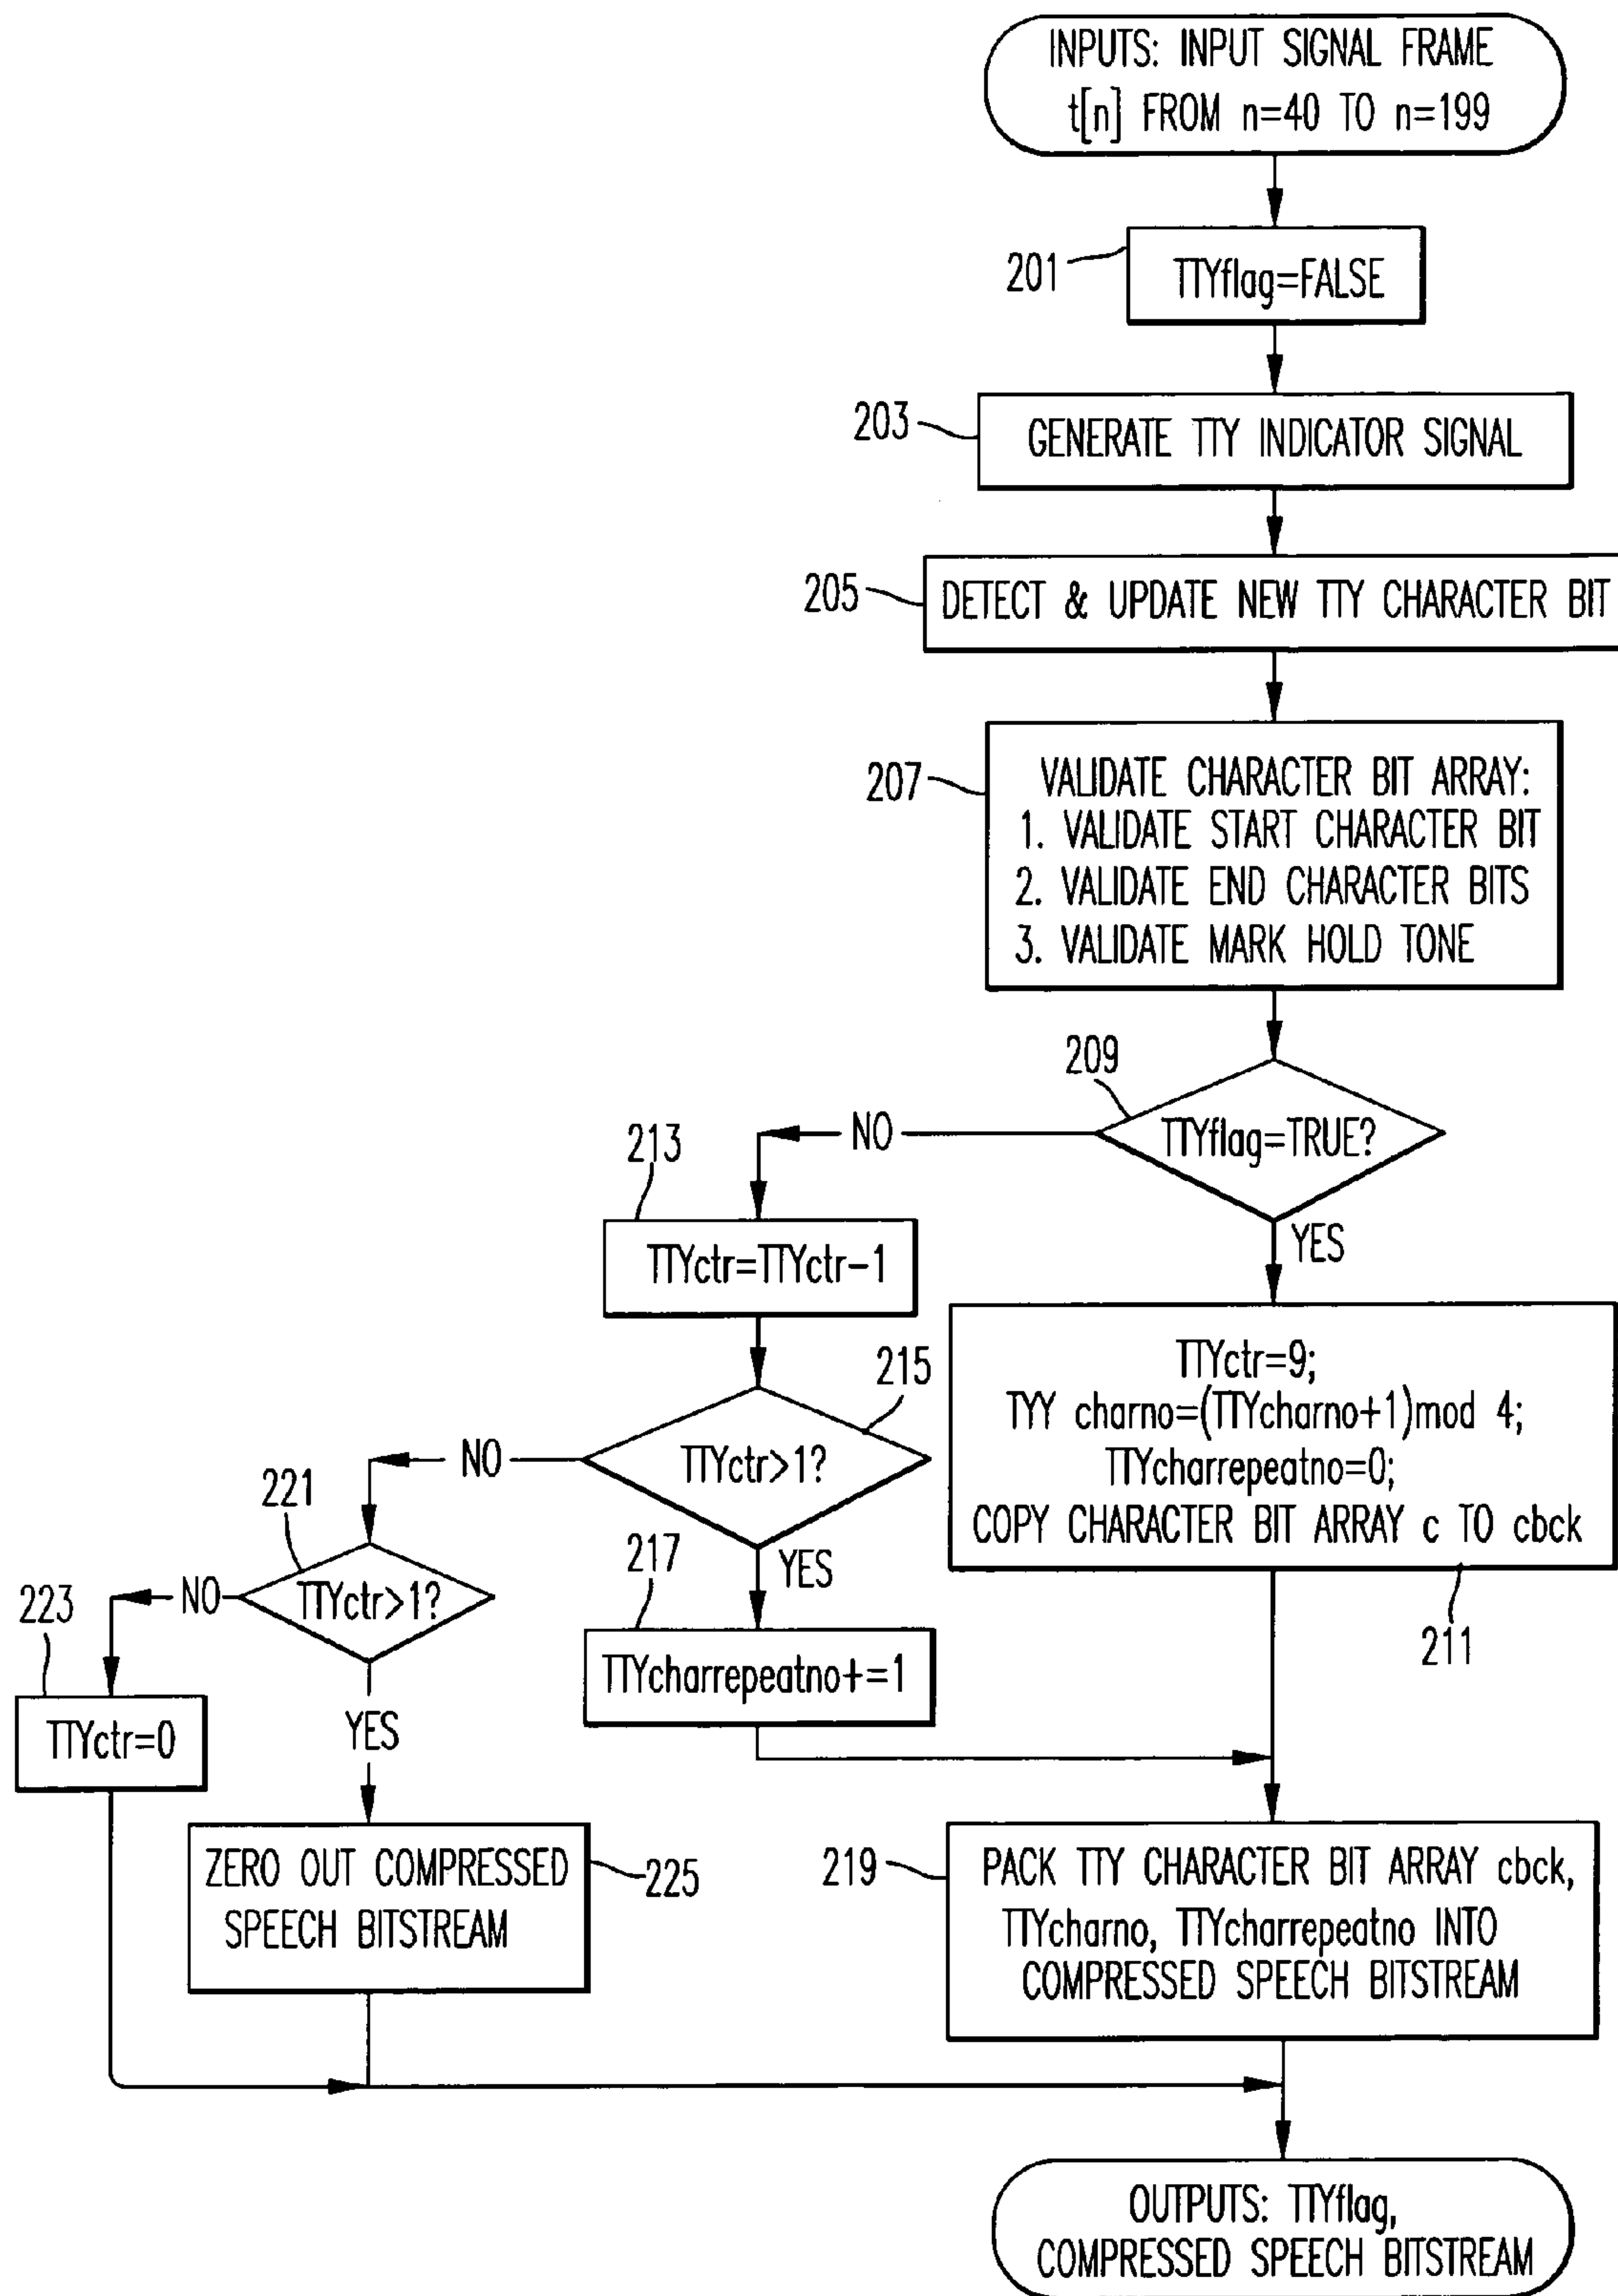 INPUTS: INPUT SIGNAL FRAME
t[n] FROM n=40 TO n=199
201
TTYflag=FALSE
203
GENERATE TTY INDICATOR SIGNAL
205
DETECT & UPDATE NEW TTY CHARACTER BIT
207
VALIDATE CHARACTER BIT ARRAY:
1. VALIDATE START CHARACTER BIT
2. VALIDATE END CHARACTER BITS
3. VALIDATE MARK HOLD TONE
209
TTYflag=TRUE?
NO
YES
213
TTYctr=TTYctr-1
TTYctr=9;
TYY charno=(TTYcharno+1)mod 4;
TTYcharrepeatno=0;
COPY CHARACTER BIT ARRAY c TO cbck
211
215
TTYctr>1?
NO
YES
221
TTYctr>1?
NO
YES
217
TTYcharrepeatno+=1
223
TTYctr=0
ZERO OUT COMPRESSED
SPEECH BITSTREAM
225
219
PACK TTY CHARACTER BIT ARRAY cbck,
TTYcharno, TTYcharrepeatno INTO
COMPRESSED SPEECH BITSTREAM
OUTPUTS: TTYflag,
COMPRESSED SPEECH BITSTREAM